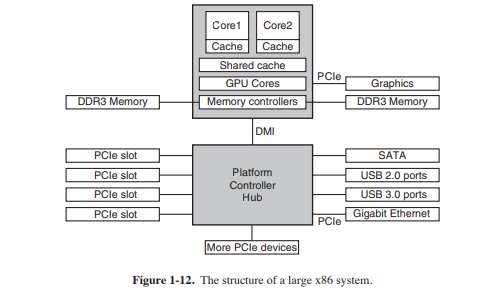 Core1 Core2
Cache Cache
Shared cache
GPU Cores
PCIe
Graphics
DDR3 Memory
Memory controllers
DDR3 Memory
DMI
PCIe slot
PCIe slot
PCIe slot
PCIe slot
Platform
Controller
Hub
SATA
USB 2.0 ports
USB 3.0 ports
Gigabit Ethernet
PCIe
More PCIe devices
Figure 1-12. The structure of a large x86 system.